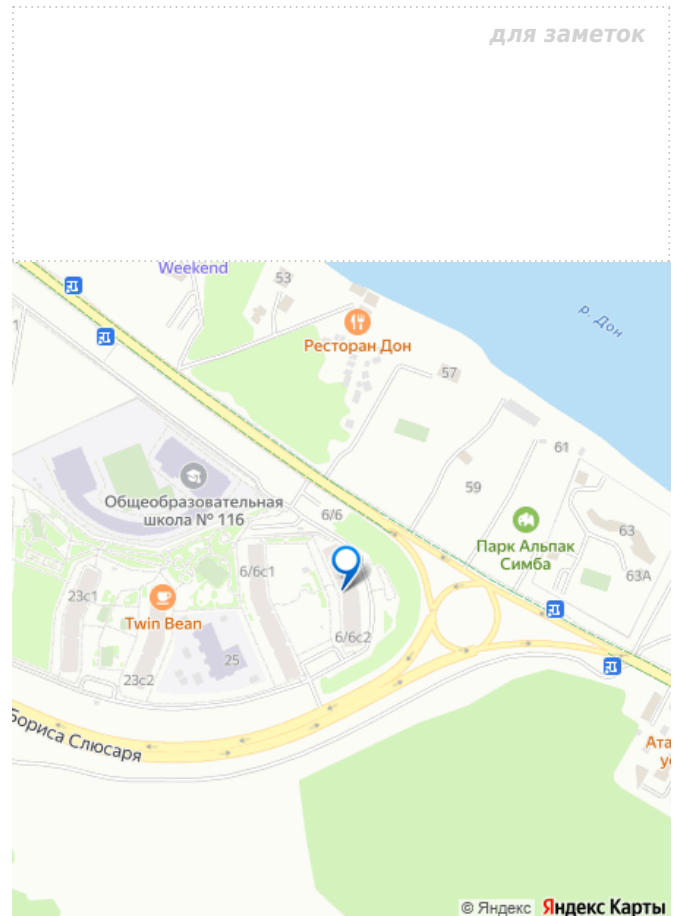 для заметок
Weekend
53
р. Дон
Ресторан Дон
57
61
59
Общеобразовательная
школа № 116
6/6
63
Парк Альпак
Симба
63А
6/6с1
23с1
Twin Bean
6/6с2
25
23с2
Бориса Слюсаря
Ата
© Яндекс Яндекс Карты